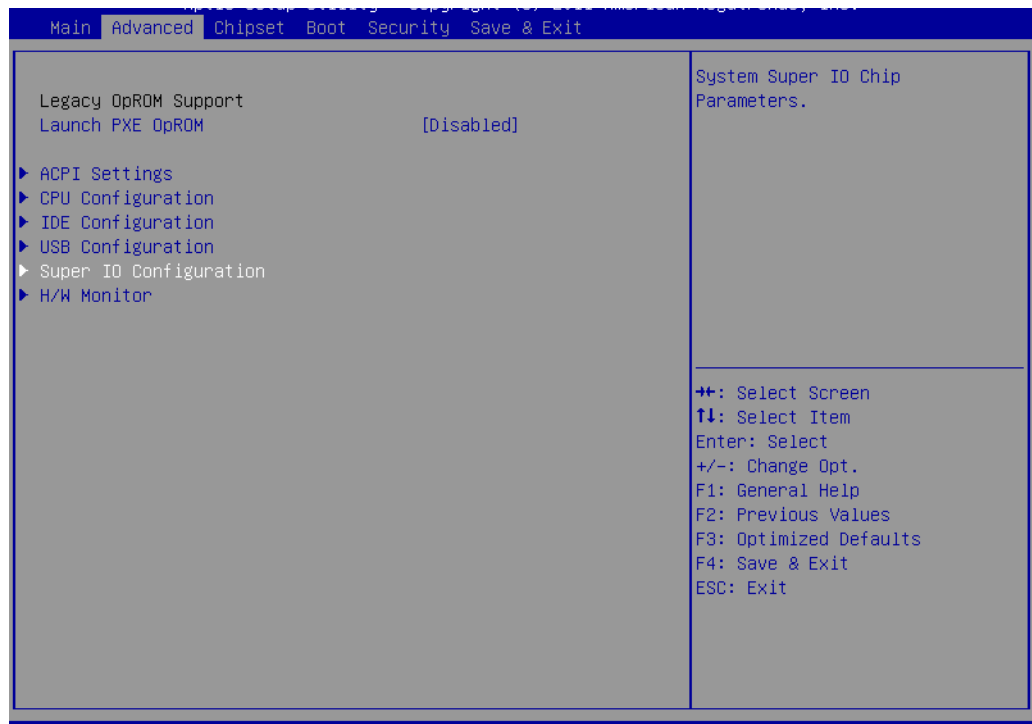 Main Advanced Chipset Boot Security Save & Exit
Legacy OpROM Support
Launch PXE OpROM [Disabled]
ACPI Settings
CPU Configuration
IDE Configuration
USB Configuration
Super IO Configuration
H/W Monitor
System Super IO Chip
Parameters.
→←: Select Screen
↑↓: Select Item
Enter: Select
+/-: Change Opt.
F1: General Help
F2: Previous Values
F3: Optimized Defaults
F4: Save & Exit
ESC: Exit